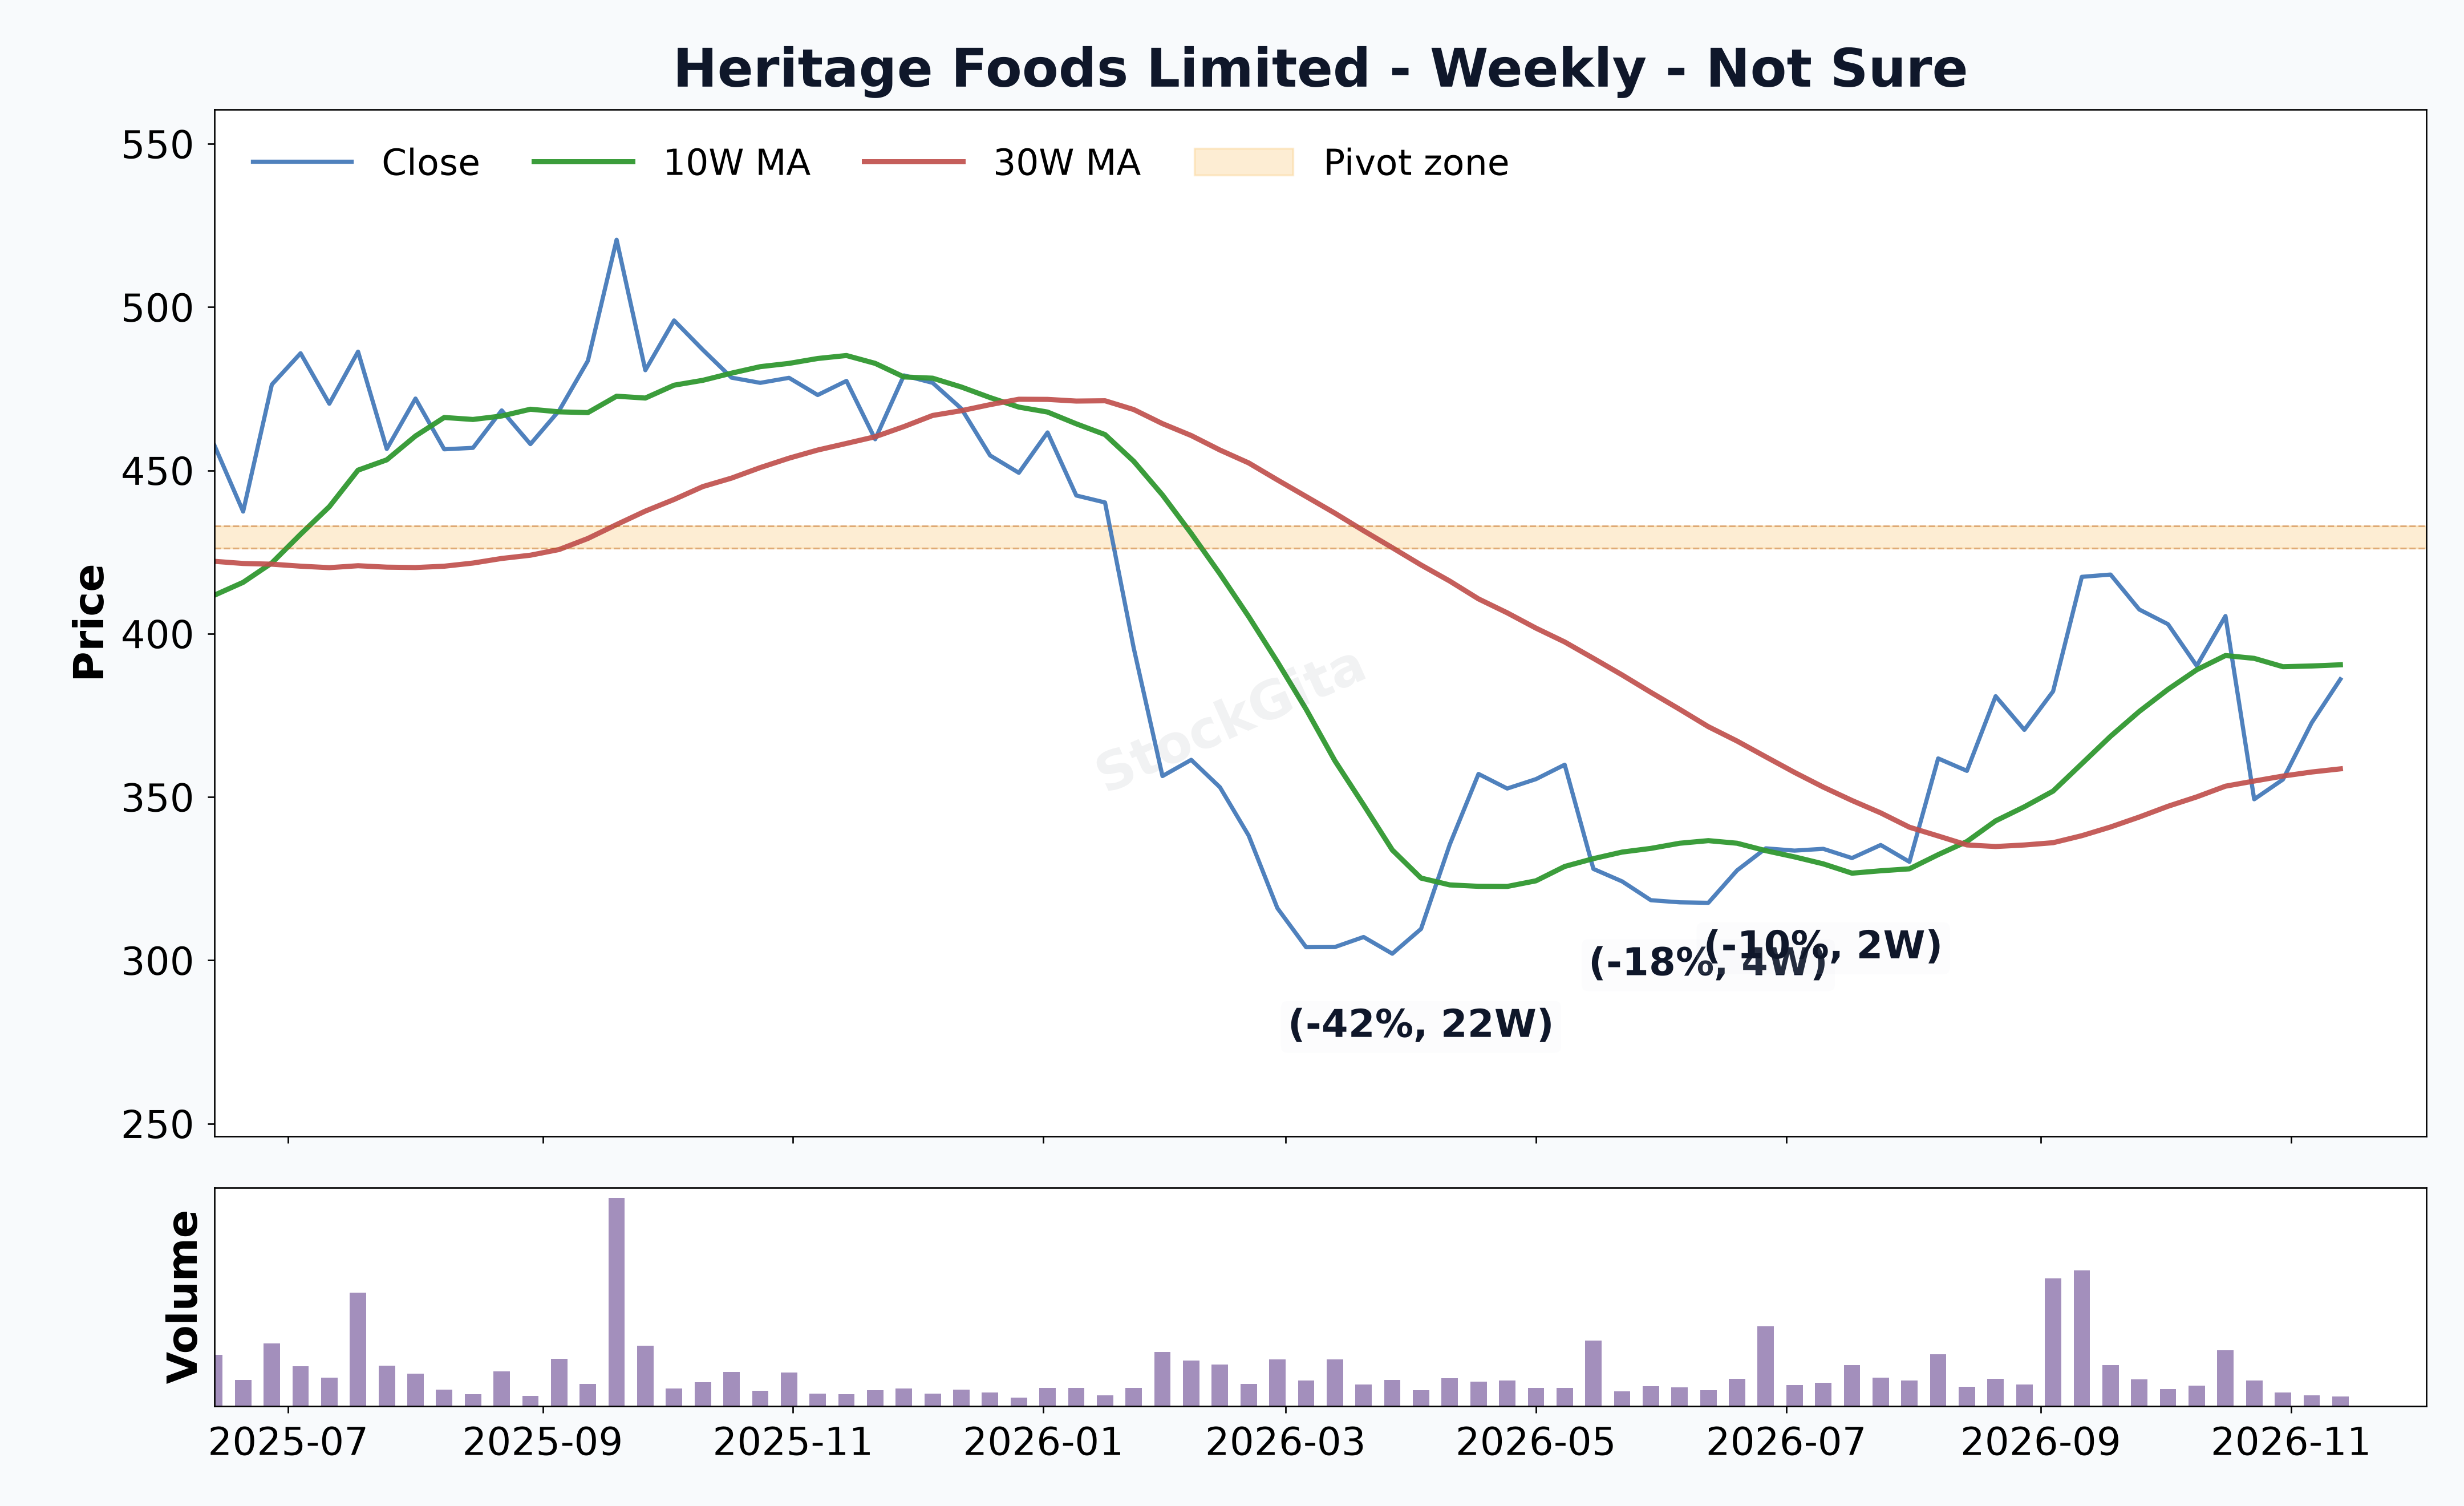 Heritage Foods Limited - Weekly - Not Sure
Close 10W MA 30W MA Pivot zone
Price
550
500
450
400
350
300
250
StockGita
(-10%, 2W)
(-18%, 4W)
(-42%, 22W)
Volume
2025-07 2025-09 2025-11 2026-01 2026-03 2026-05 2026-07 2026-09 2026-11